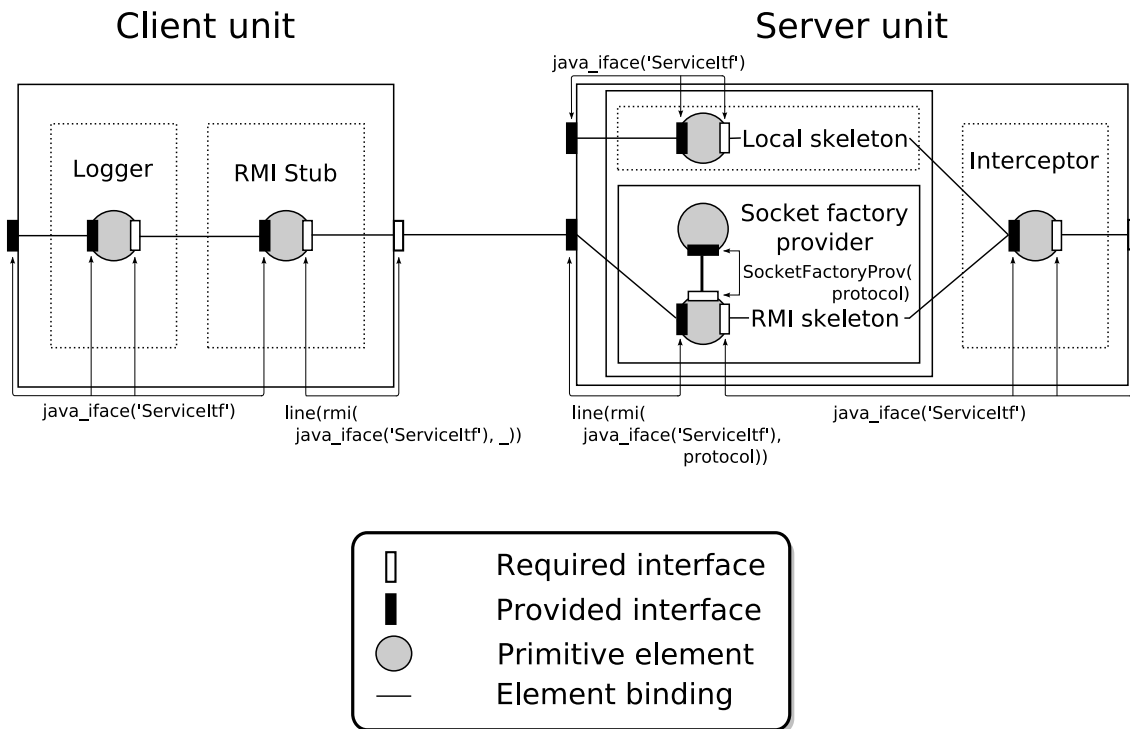 Client unit
Server unit
java_iface('ServiceItf')
Logger
RMI Stub
Local skeleton
Interceptor
Socket factory
provider
SocketFactoryProv(
protocol)
RMI skeleton
java_iface('ServiceItf')
line(rmi(
java_iface('ServiceItf'), _))
line(rmi(
java_iface('ServiceItf'),
protocol))
java_iface('ServiceItf')
Required interface
Provided interface
Primitive element
Element binding